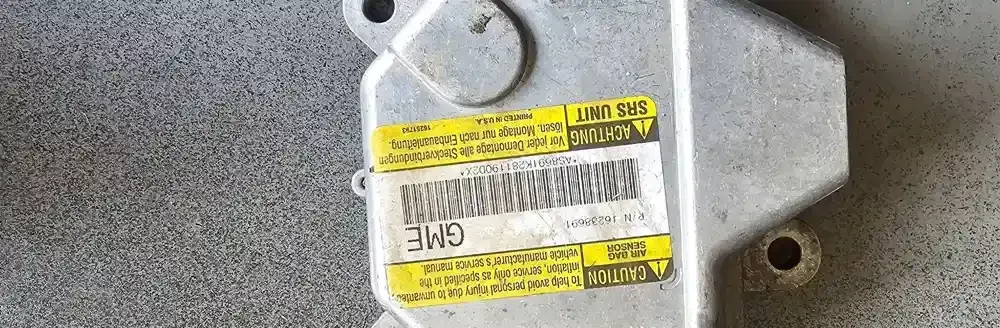 CAUTION
AIR BAG
SENSOR
To help avoid personal injury due to unwanted
inflation, service only as specified in the
vehicle manufacturer's service manual.
P/N 16238691
GME
*AS8691K281190D2X*
ACHTUNG
SRS UNIT
Vor jeder Demontage alle Steckverbindungen
lösen. Montage nur nach Einbauanleitung.
PRINTED IN U.S.A.
16251793